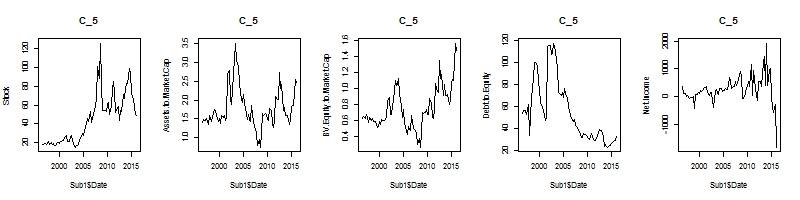 C_5
Stock
20 40 60 80 100 120
2000 2005 2010 2015
Sub1$Date
C_5
Assets.to.Market.Cap
1.0 1.5 2.0 2.5 3.0 3.5
2000 2005 2010 2015
Sub1$Date
C_5
BV.Equity.to.Market.Cap
0.4 0.6 0.8 1.0 1.2 1.4 1.6
2000 2005 2010 2015
Sub1$Date
C_5
Debt.to.Equity
20 40 60 80 100 120
2000 2005 2010 2015
Sub1$Date
C_5
Net.Income
-1000 0 1000 2000
2000 2005 2010 2015
Sub1$Date